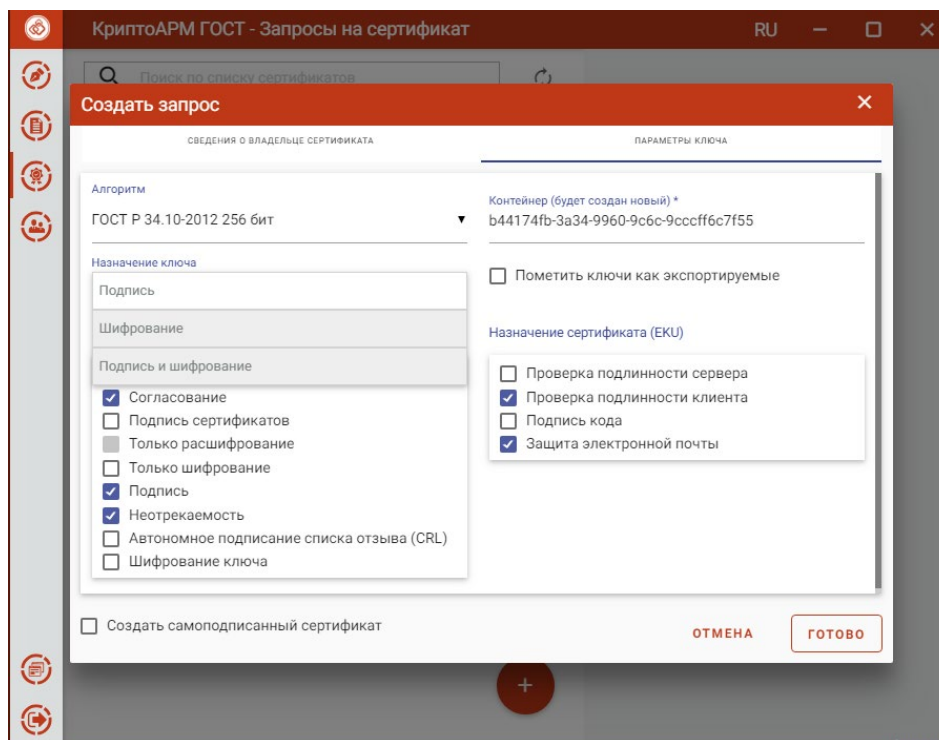 КриптоАРМ ГОСТ - Запросы на сертификат
RU
Поиск по списку сертификатов
Создать запрос
СВЕДЕНИЯ О ВЛАДЕЛЬЦЕ СЕРТИФИКАТА
ПАРАМЕТРЫ КЛЮЧА
Алгоритм
ГОСТ Р 34.10-2012 256 бит
Контейнер (будет создан новый) *
b44174fb-3a34-9960-9c6c-9cccff6c7f55
Назначение ключа
Подпись
Шифрование
Подпись и шифрование
Пометить ключи как экспортируемые
Назначение сертификата (EKU)
Согласование
Подпись сертификатов
Только расшифрование
Только шифрование
Подпись
Неотрекаемость
Автономное подписание списка отзыва (CRL)
Шифрование ключа
Проверка подлинности сервера
Проверка подлинности клиента
Подпись кода
Защита электронной почты
Создать самоподписанный сертификат
ОТМЕНА
ГОТОВО